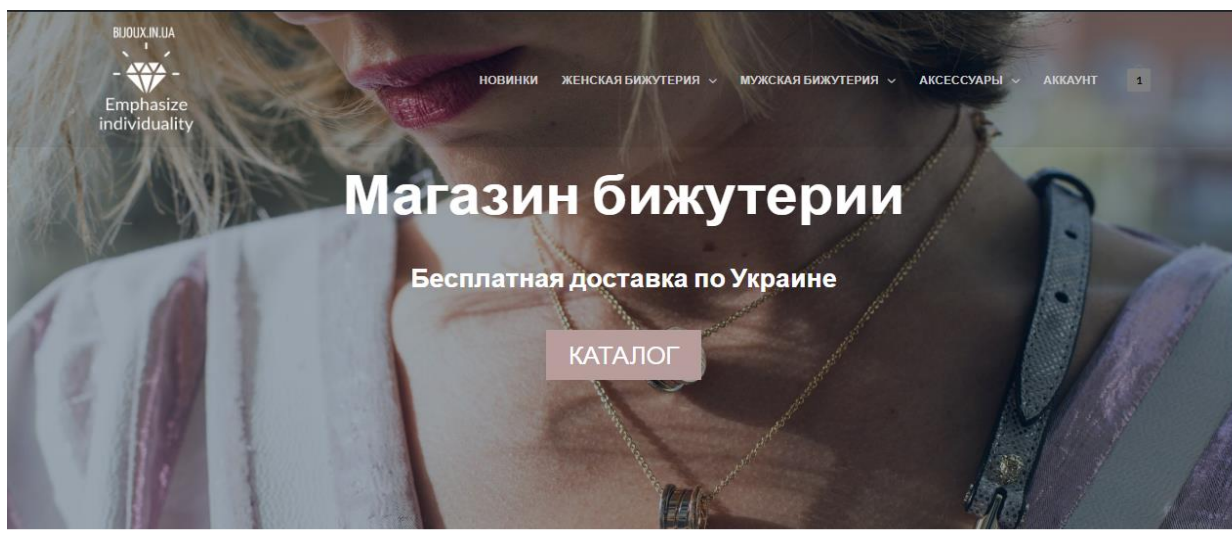 BIJOUX.IN.UA
Emphasize
individuality
НОВИНКИ ЖЕНСКАЯ БИЖУТЕРИЯ МУЖСКАЯ БИЖУТЕРИЯ АКСЕССУАРЫ АККАУНТ 1
Магазин бижутерии
Бесплатная доставка по Украине
КАТАЛОГ